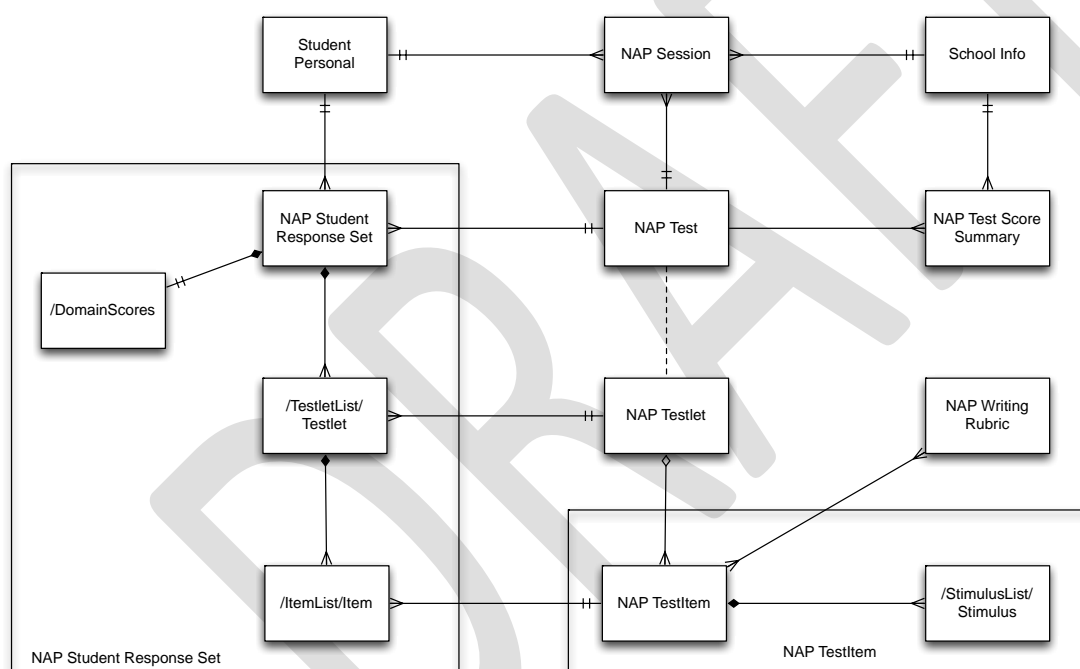 Student
Personal
NAP Session
School Info
NAP Student
Response Set
NAP Test
NAP Test Score
Summary
/DomainScores
/TestletList/
Testlet
NAP Testlet
NAP Writing
Rubric
/ItemList/Item
NAP TestItem
/StimulusList/
Stimulus
NAP Student Response Set
NAP TestItem
DRAFT